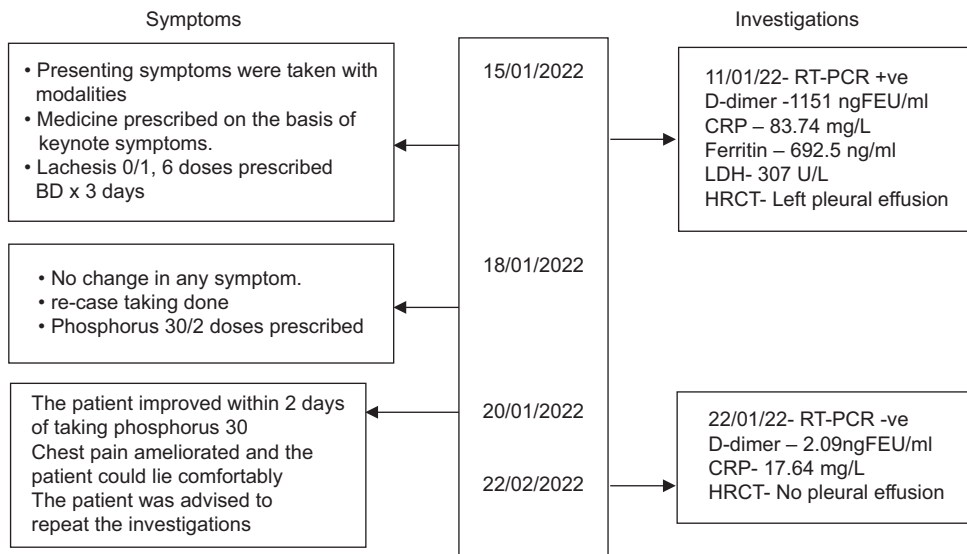 Symptoms
Investigations
• Presenting symptoms were taken with
modalities
• Medicine prescribed on the basis of
keynote symptoms.
• Lachesis 0/1, 6 doses prescribed
BD x 3 days
15/01/2022
11/01/22- RT-PCR +ve
D-dimer -1151 ngFEU/ml
CRP – 83.74 mg/L
Ferritin – 692.5 ng/ml
LDH- 307 U/L
HRCT- Left pleural effusion
• No change in any symptom.
• re-case taking done
• Phosphorus 30/2 doses prescribed
18/01/2022
The patient improved within 2 days
of taking phosphorus 30
Chest pain ameliorated and the
patient could lie comfortably
The patient was advised to
repeat the investigations
20/01/2022
22/02/2022
22/01/22- RT-PCR -ve
D-dimer – 2.09ngFEU/ml
CRP- 17.64 mg/L
HRCT- No pleural effusion